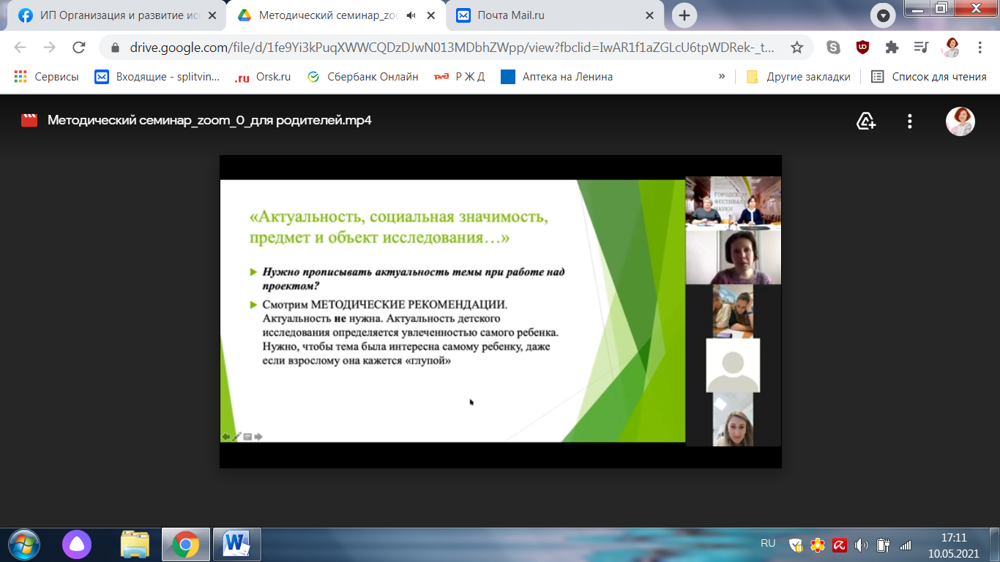 ИП Организация и развитие исс
Методический семинар_zoo
Почта Mail.ru
drive.google.com/file/d/1fe9Yi3kPuqXWWCQDzDJwN013MDbhZWpp/view?fbclid=IwAR1f1aZGLcU6tpWDRek-_t...
Сервисы
Входящие - splitvin...
.ru Orsk.ru
Сбербанк Онлайн
ржд Р Ж Д
Аптека на Ленина
»
Другие закладки
Список для чтения
Методический семинар_zoom_0_для родителей.mp4
«Актуальность, социальная значимость,
предмет и объект исследования…»
Нужно прописывать актуальность темы при работе над
проектом?
Смотрим МЕТОДИЧЕСКИЕ РЕКОМЕНДАЦИИ.
Актуальность не нужна. Актуальность детского
исследования определяется увлеченностью самого ребенка.
Нужно, чтобы тема была интересна самому ребенку, даже
если взрослому она кажется «глупой»
ГОРОДСКОЙ
ФЕСТИВАЛЬ
НАУКИ
RU
17:11
10.05.2021